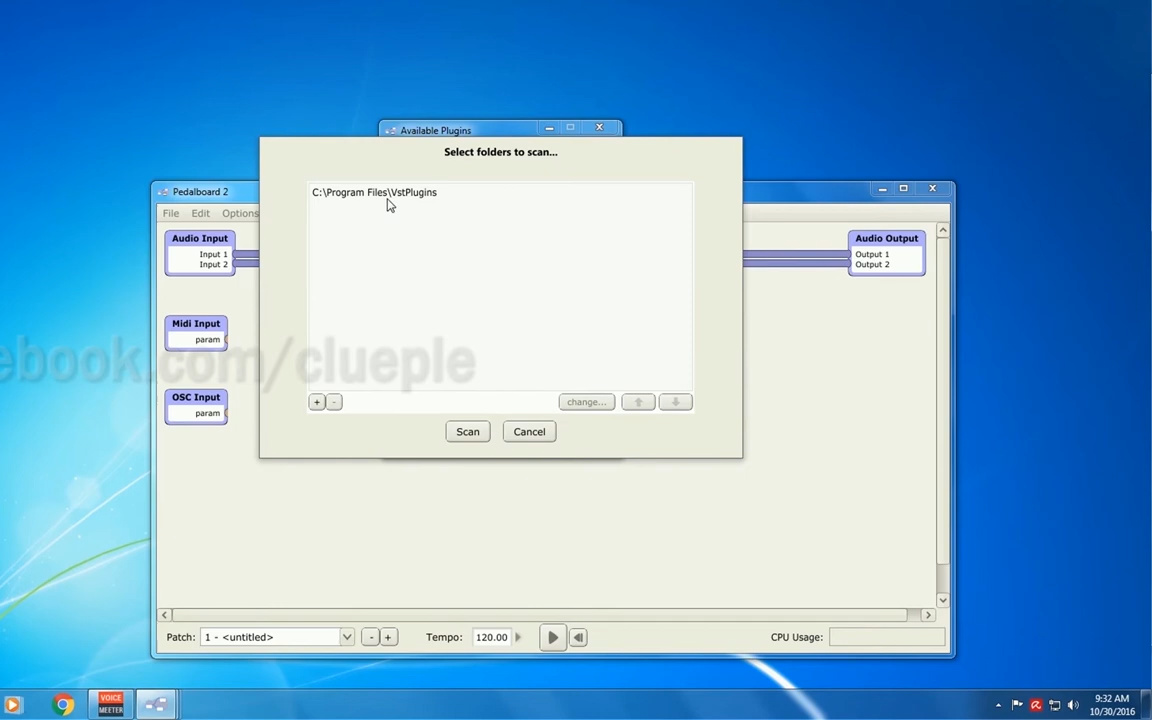 Available Plugins
Select folders to scan...
C:\Program Files\VstPlugins
Pedalboard 2
File Edit Options
Audio Input
Input 1
Input 2
Audio Output
Output 1
Output 2
Midi Input
param
ebook.com/clueple
OSC Input
param
+ - change...
Scan Cancel
Patch: 1 - <untitled> - + Tempo: 120.00 CPU Usage:
VOICE
MEETER
9:32 AM
10/30/2016